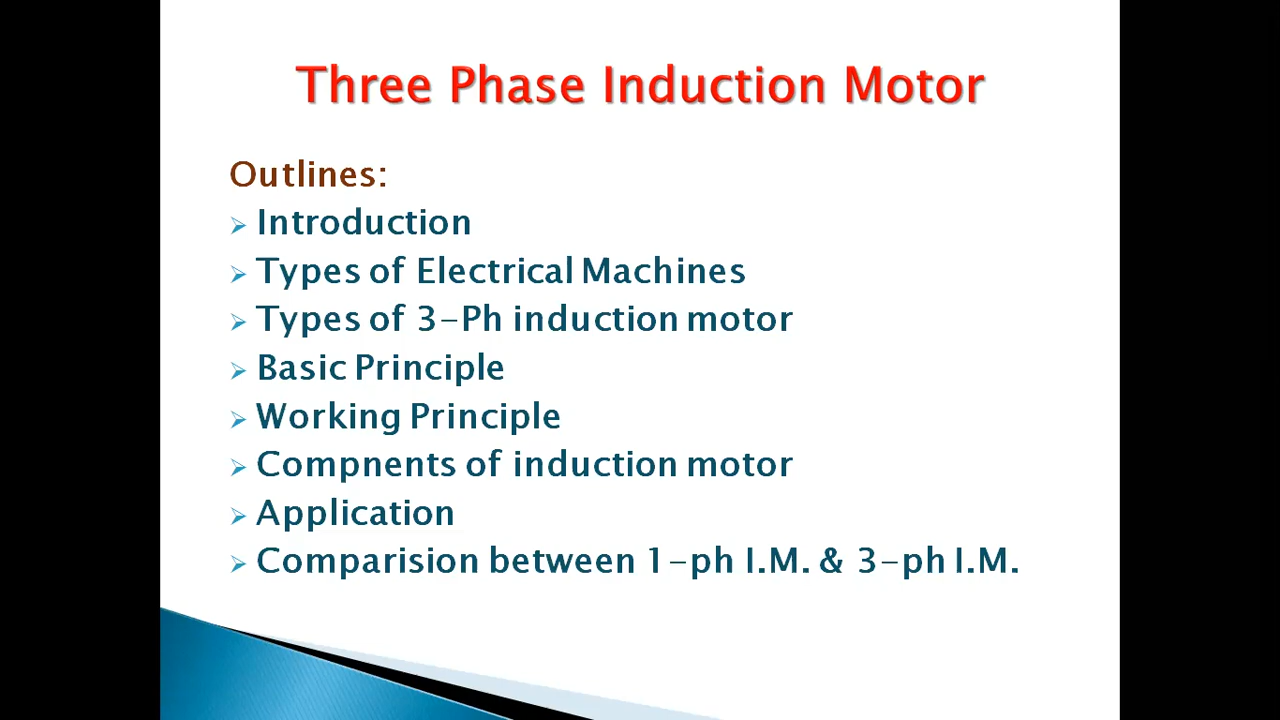 Three Phase Induction Motor
Outlines:
Introduction
Types of Electrical Machines
Types of 3-Ph induction motor
Basic Principle
Working Principle
Compnents of induction motor
Application
Comparision between 1-ph I.M. & 3-ph I.M.